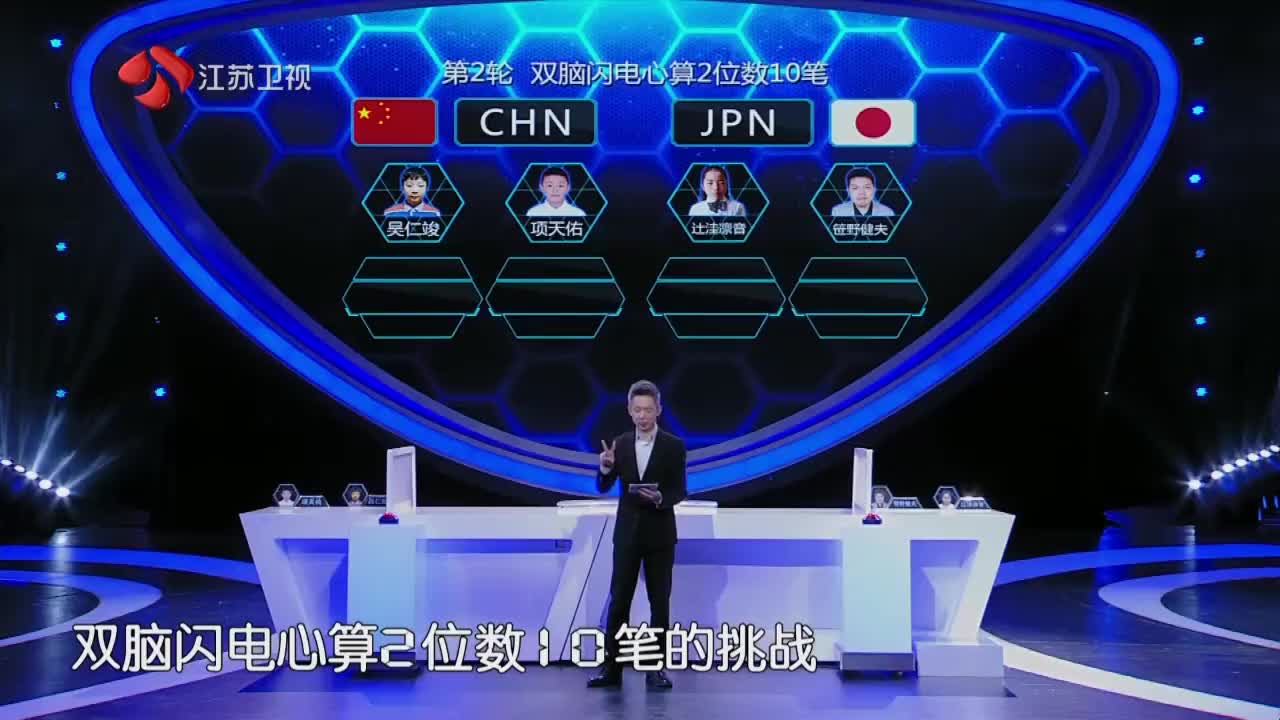 江苏卫视
第2轮 双脑闪电心算2位数10笔
CHN
JPN
吴仁竣
项天佑
辻洼凛音
笹野健夫
双脑闪电心算2位数10笔的挑战